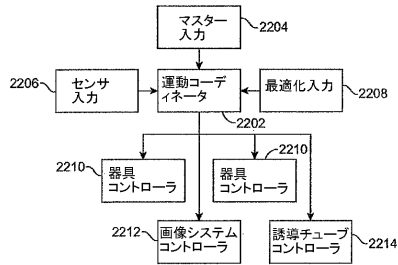 マスター
入力
2204
2206
センサ
入力
運動コーデ
ィネータ
最適化入力
2208
2202
2210
2210
器具
コントローラ
器具
コントローラ
2212
画像システム
コントローラ
誘導チューブ
コントローラ
2214